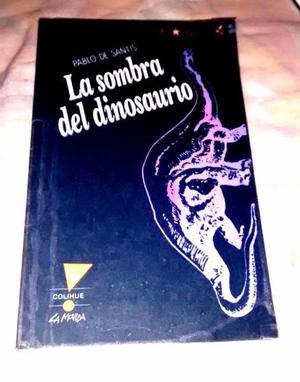 PABLO DE SANTIS
La sombra
del dinosaurio
COLIHUE
LA MOVIDA